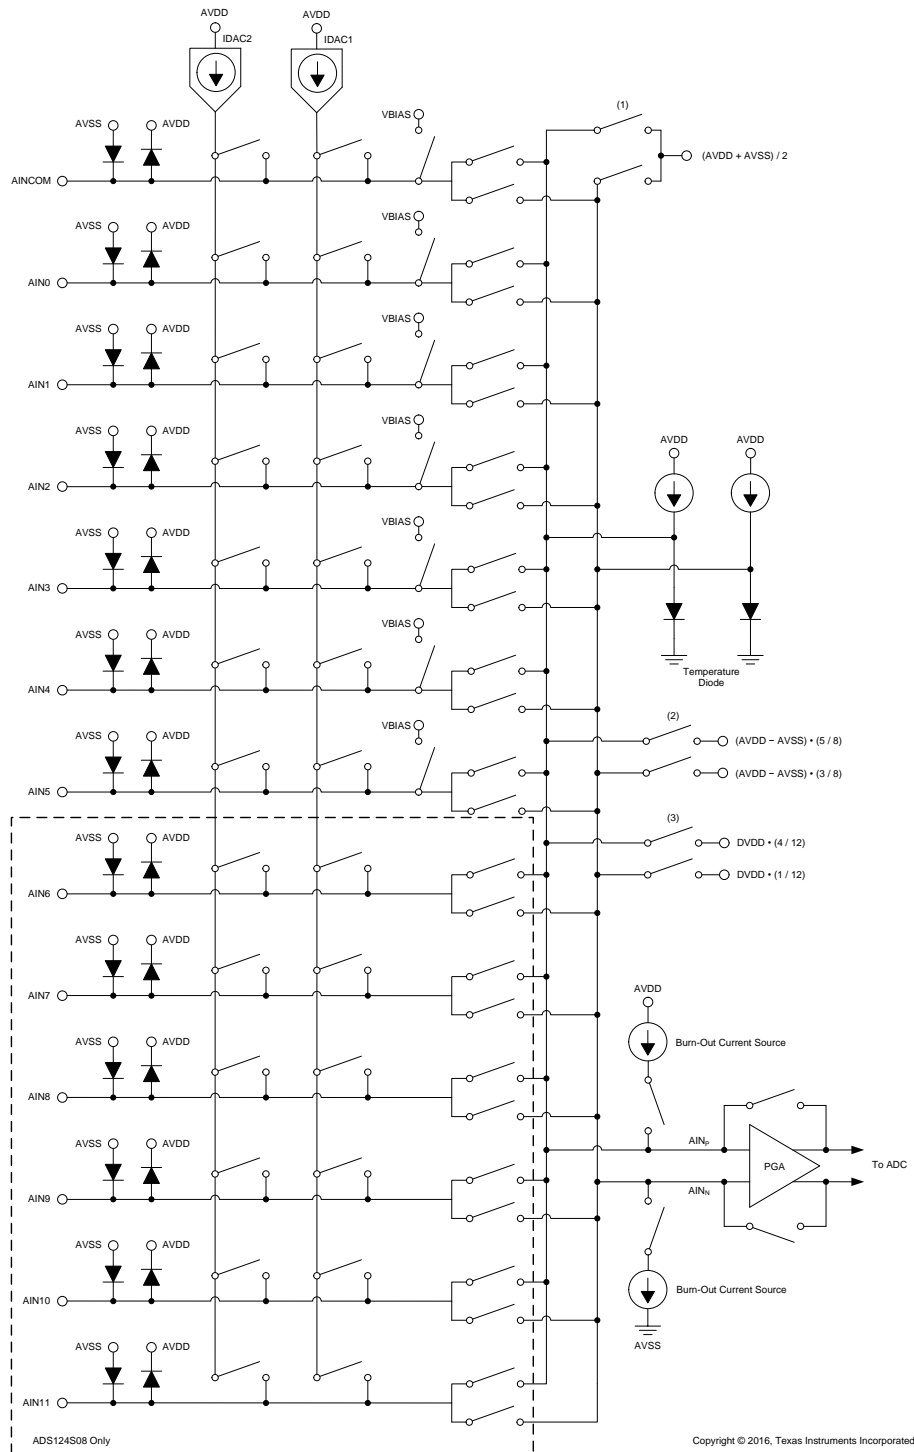 AVDD
AVDD
IDAC2
IDAC1
VBIAS
(1)
AVSS
AVDD
(AVDD + AVSS) / 2
AINCOM
VBIAS
AVSS
AVDD
AIN0
VBIAS
AVSS
AVDD
AIN1
VBIAS
AVSS
AVDD
AVDD
AVDD
AIN2
VBIAS
AVSS
AVDD
AIN3
VBIAS
AVSS
AVDD
Temperature
Diode
AIN4
VBIAS
(2)
AVSS
AVDD
(AVDD − AVSS) • (5 / 8)
(AVDD − AVSS) • (3 / 8)
AIN5
(3)
AVSS
AVDD
DVDD • (4 / 12)
DVDD • (1 / 12)
AIN6
AVSS
AVDD
AIN7
AVDD
AVSS
AVDD
Burn-Out Current Source
AIN8
AVSS
AVDD
AINP
PGA
To ADC
AINN
AIN9
AVSS
AVDD
Burn-Out Current Source
AIN10
AVSS
AVSS
AVDD
AIN11
ADS124S08 Only
Copyright © 2016, Texas Instruments Incorporated